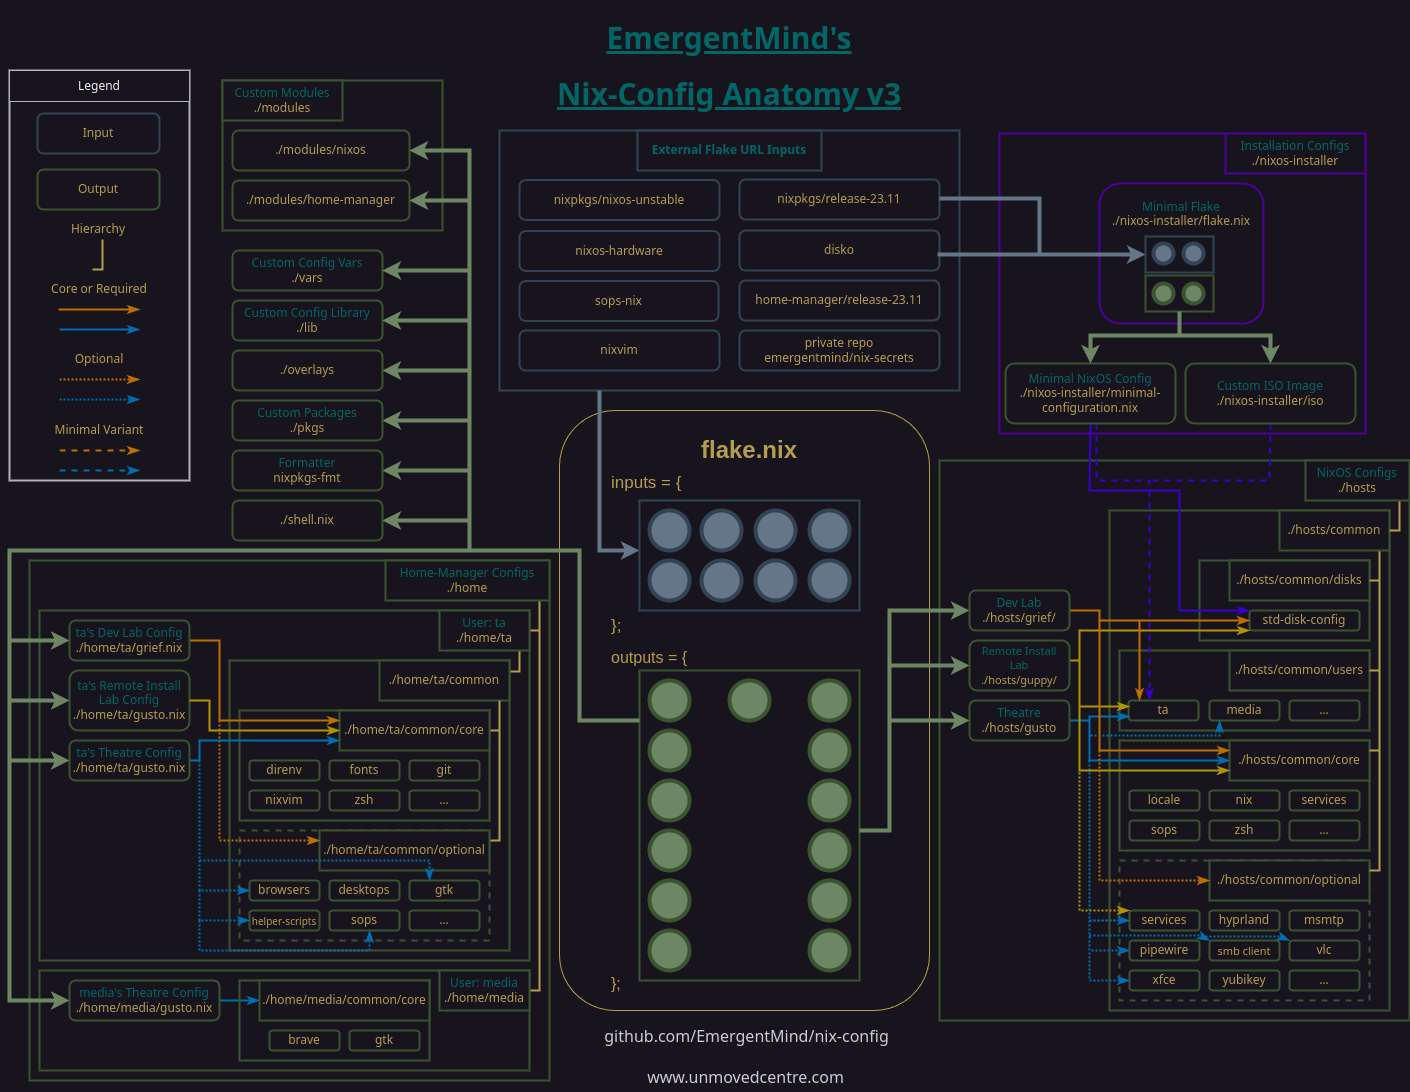 EmergentMind's
Nix-Config Anatomy v3
Legend
Input
Output
Hierarchy
Core or Required
Optional
Minimal Variant
Custom Modules
./modules
./modules/nixos
./modules/home-manager
Custom Config Vars
./vars
Custom Config Library
./lib
./overlays
Custom Packages
./pkgs
Formatter
nixpkgs-fmt
./shell.nix
External Flake URL Inputs
nixpkgs/nixos-unstable
nixpkgs/release-23.11
nixos-hardware
disko
sops-nix
home-manager/release-23.11
nixvim
private repo
emergentmind/nix-secrets
Installation Configs
./nixos-installer
Minimal Flake
./nixos-installer/flake.nix
Minimal NixOS Config
./nixos-installer/minimal-
configuration.nix
Custom ISO Image
./nixos-installer/iso
flake.nix
inputs = {
};
outputs = {
};
Home-Manager Configs
./home
User: ta
./home/ta
ta's Dev Lab Config
./home/ta/grief.nix
ta's Remote Install
Lab Config
./home/ta/gusto.nix
ta's Theatre Config
./home/ta/gusto.nix
./home/ta/common
./home/ta/common/core
direnv
fonts
git
nixvim
zsh
...
./home/ta/common/optional
browsers
desktops
gtk
helper-scripts
sops
...
User: media
./home/media
media's Theatre Config
./home/media/gusto.nix
./home/media/common/core
brave
gtk
NixOS Configs
./hosts
./hosts/common
./hosts/common/disks
std-disk-config
Dev Lab
./hosts/grief/
Remote Install
Lab
./hosts/guppy/
Theatre
./hosts/gusto
./hosts/common/users
ta
media
...
./hosts/common/core
locale
nix
services
sops
zsh
...
./hosts/common/optional
services
hyprland
msmtp
pipewire
smb client
vlc
xfce
yubikey
...
github.com/EmergentMind/nix-config
www.unmovedcentre.com